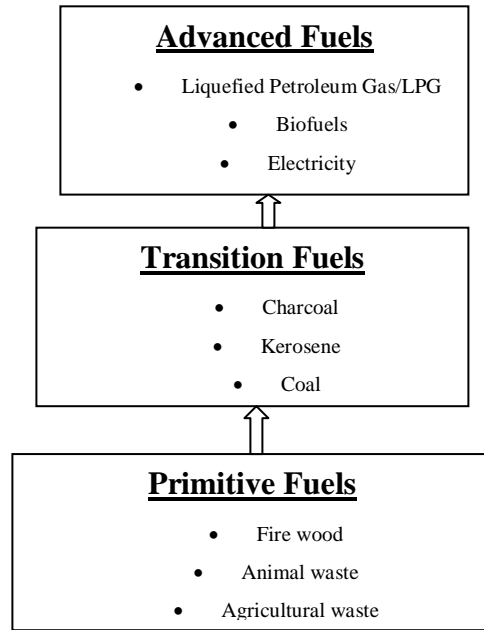 Advanced Fuels
• Liquefied Petroleum Gas/LPG
• Biofuels
• Electricity
Transition Fuels
• Charcoal
• Kerosene
• Coal
Primitive Fuels
• Fire wood
• Animal waste
• Agricultural waste